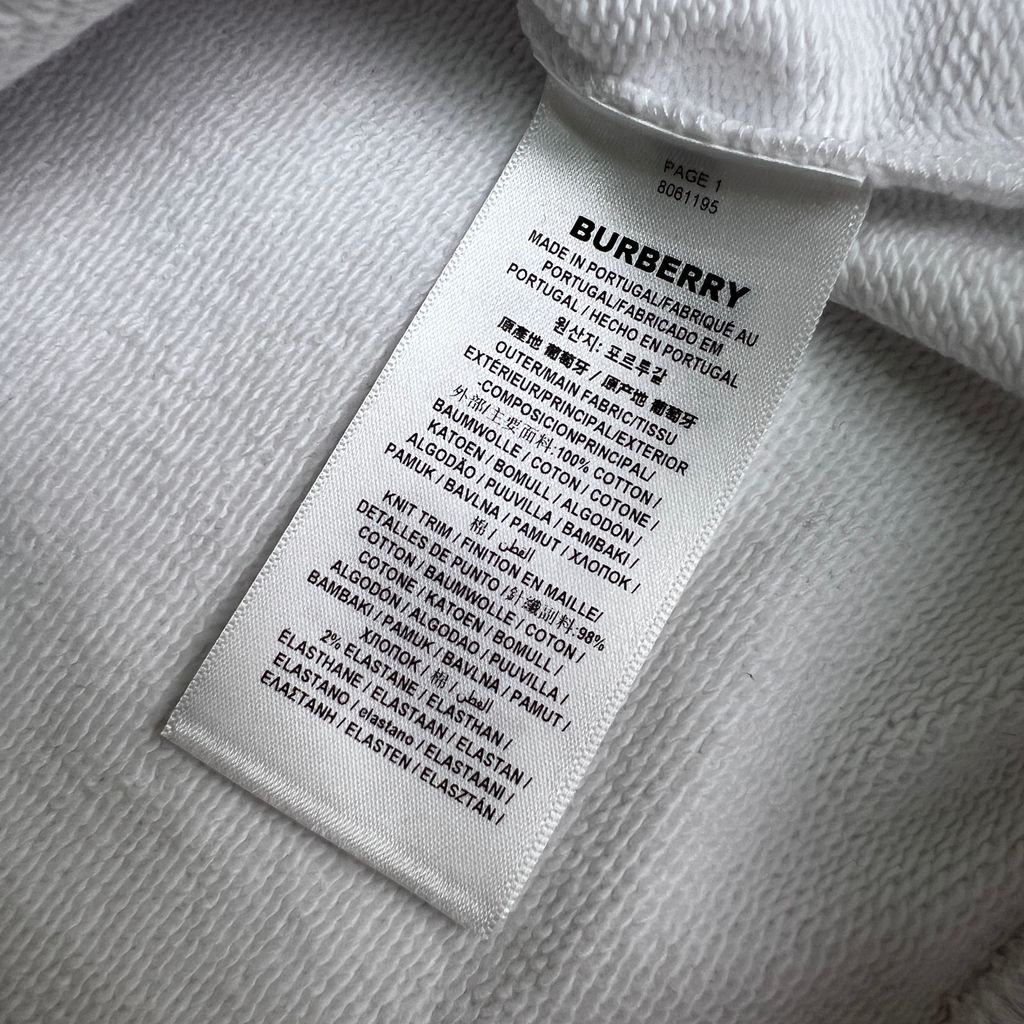 PAGE 1
8061195
BURBERRY
MADE IN PORTUGAL/FABRIQUÉ AU
PORTUGAL/FABRICADO EM
PORTUGAL / HECHO EN PORTUGAL
원산지: 포르투갈
原產地 葡萄牙 / 原产地 葡萄牙
OUTER/MAIN FABRIC/TISSU
EXTÉRIEUR/PRINCIPAL/EXTERIOR
-COMPOSICIONPRINCIPAL/
外部/主要面料:100% COTTON /
BAUMWOLLE / COTON / COTONE /
KATOEN / BOMULL / ALGODÓN /
ALGODÃO / PUUVILLA / BAMBAKI /
PAMUK / BAVLNA / PAMUT / ХЛОПОК /
棉 / القطن
KNIT TRIM / FINITION EN MAILLE/
DETALLES DE PUNTO / 針織副料:98%
COTTON / BAUMWOLLE / COTON /
COTONE / KATOEN / BOMULL /
ALGODÓN / ALGODÃO / PUUVILLA /
BAMBAKI / PAMUK / BAVLNA / PAMUT /
ХЛОПОК / 棉 / القطن /
2% ELASTANE / ELASTHAN /
ELASTHANE / ELASTAAN / ELASTAN /
ELASTANO / elastano / ELASTAANI /
ΕΛΑΣΤΑΝΗ / ELASTEN / ELASZTÁN /